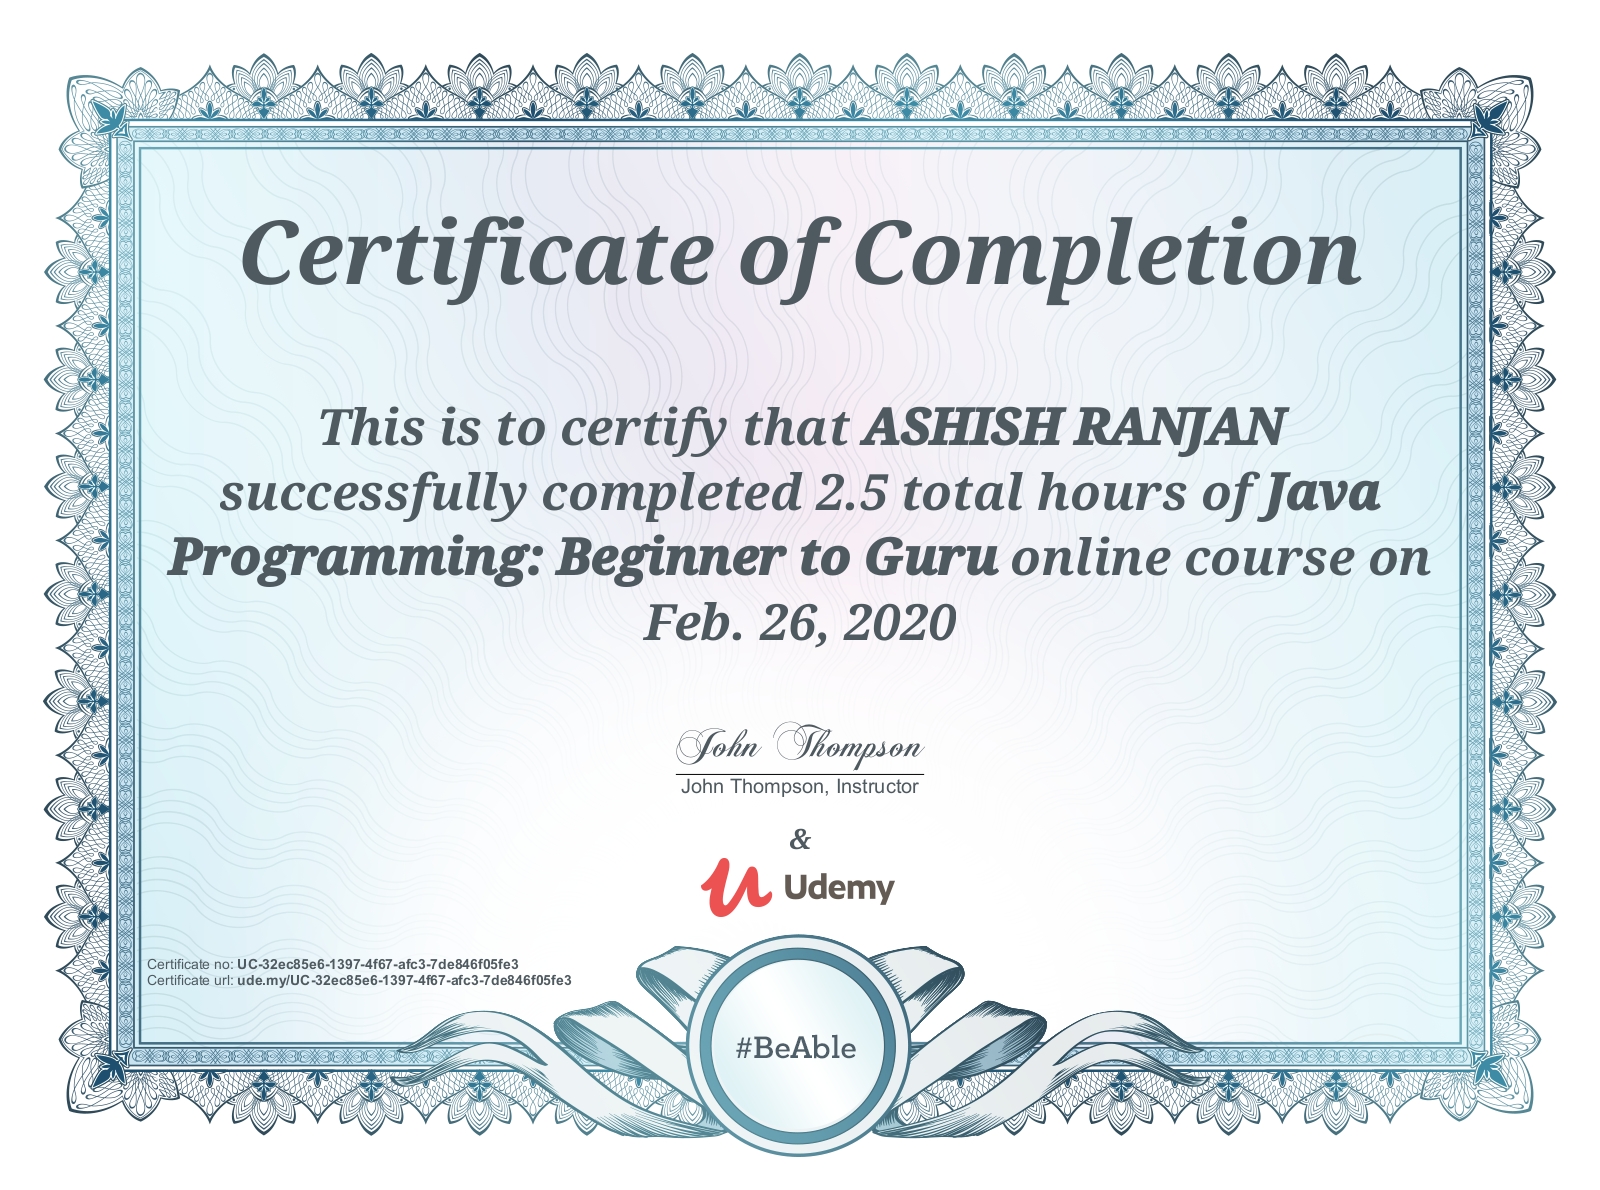 Certificate of Completion
This is to certify that ASHISH RANJAN
successfully completed 2.5 total hours of Java
Programming: Beginner to Guru online course on
Feb. 26, 2020
John Thompson
John Thompson, Instructor
&
Udemy
Certificate no: UC-32ec85e6-1397-4f67-afc3-7de846f05fe3
Certificate url: ude.my/UC-32ec85e6-1397-4f67-afc3-7de846f05fe3
#BeAble